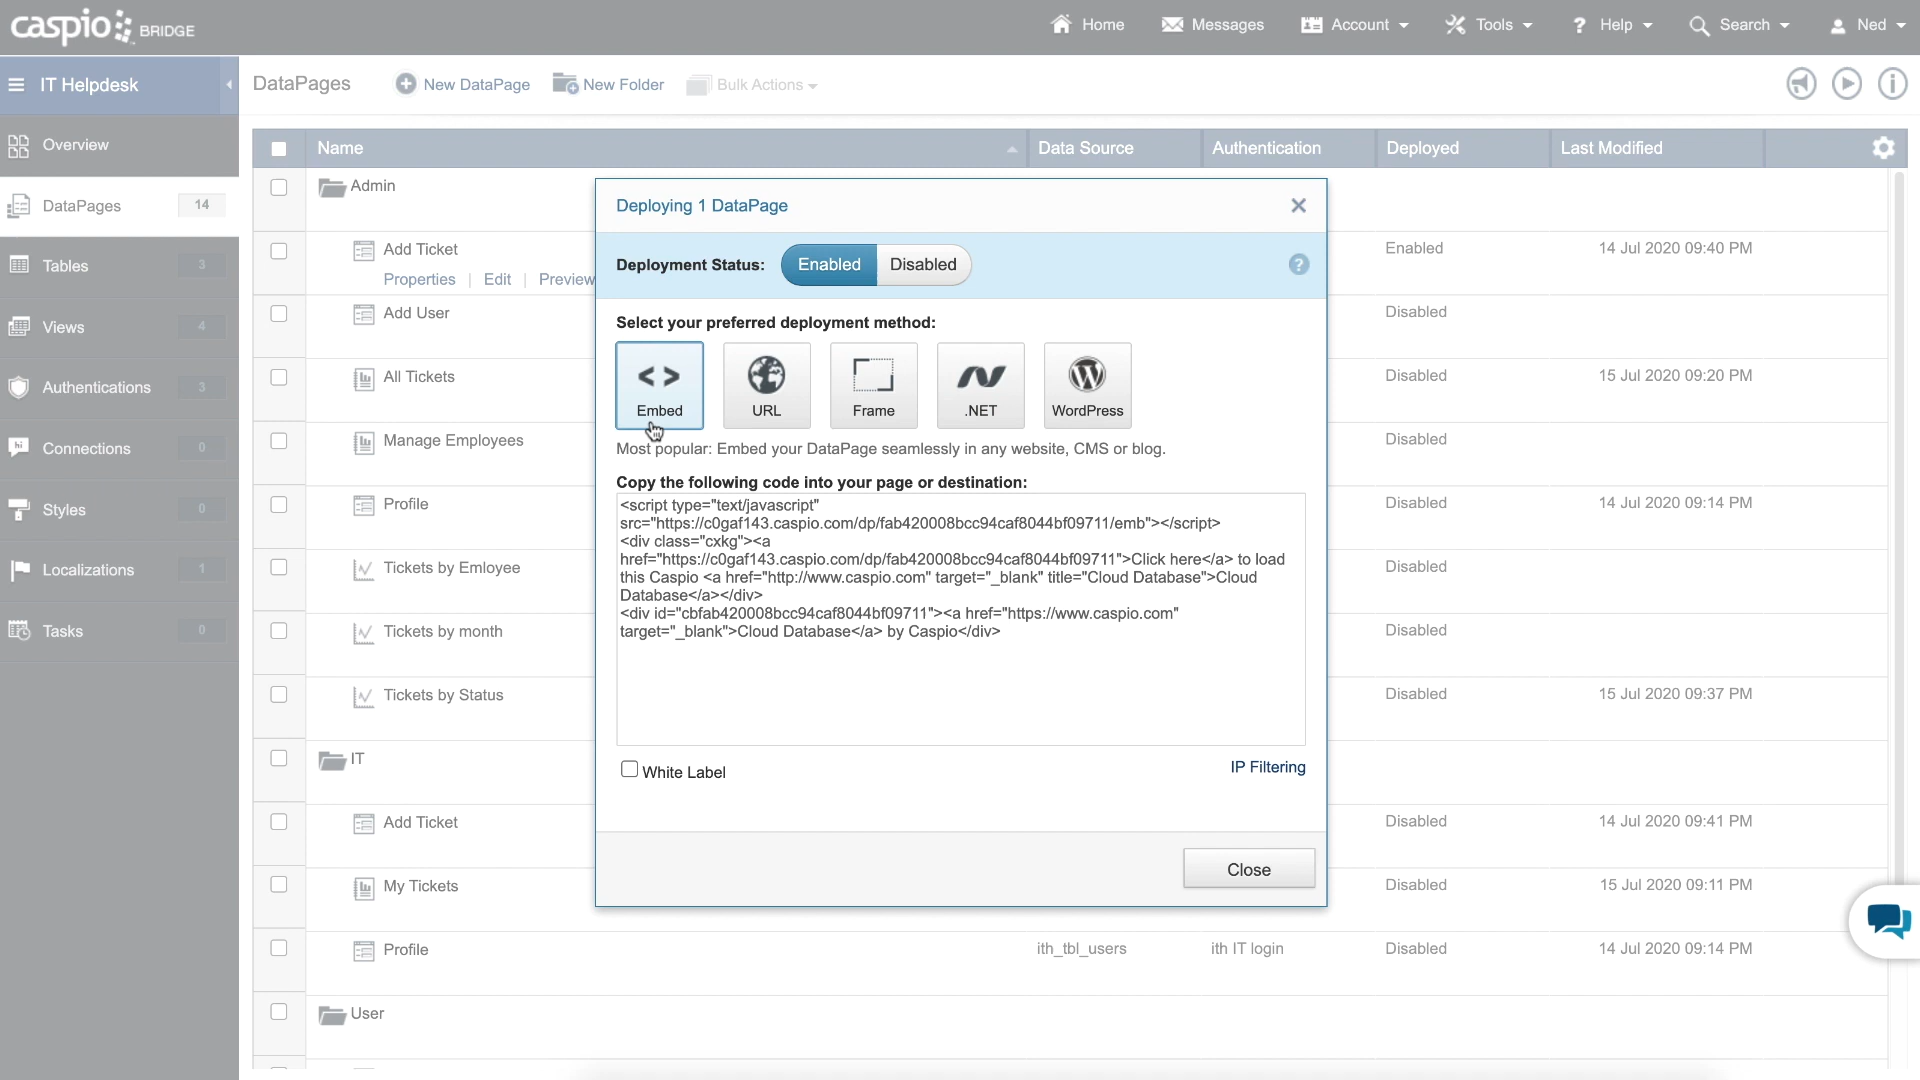 caspio BRIDGE
Home
Messages
Account
Tools
? Help
Search
Ned
IT Helpdesk
DataPages
New DataPage
New Folder
Bulk Actions
Overview
DataPages 14
Tables 3
Views 4
Authentications 3
hi Connections 0
Styles 0
Localizations 1
Tasks 0
Name Data Source Authentication Deployed Last Modified
Admin
Add Ticket Enabled 14 Jul 2020 09:40 PM
Properties | Edit | Preview
Add User Disabled
All Tickets Disabled 15 Jul 2020 09:20 PM
Manage Employees Disabled
Profile Disabled 14 Jul 2020 09:14 PM
Tickets by Emloyee Disabled
Tickets by month Disabled
Tickets by Status Disabled 15 Jul 2020 09:37 PM
IT
Add Ticket Disabled 14 Jul 2020 09:41 PM
My Tickets Disabled 15 Jul 2020 09:11 PM
Profile ith_tbl_users ith IT login Disabled 14 Jul 2020 09:14 PM
User
Deploying 1 DataPage
Deployment Status: Enabled Disabled ?
Select your preferred deployment method:
Embed URL Frame .NET WordPress
Most popular: Embed your DataPage seamlessly in any website, CMS or blog.
Copy the following code into your page or destination:
<script type="text/javascript"
src="https://c0gaf143.caspio.com/dp/fab420008bcc94caf8044bf09711/emb"></script>
<div class="cxkg"><a
href="https://c0gaf143.caspio.com/dp/fab420008bcc94caf8044bf09711">Click here</a> to load
this Caspio <a href="http://www.caspio.com" target="_blank" title="Cloud Database">Cloud
Database</a></div>
<div id="cbfab420008bcc94caf8044bf09711"><a href="https://www.caspio.com"
target="_blank">Cloud Database</a> by Caspio</div>
White Label
IP Filtering
Close